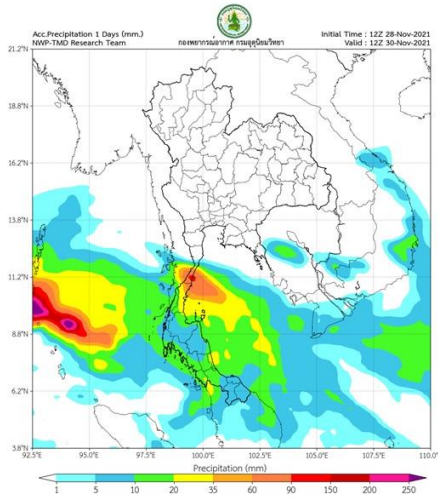 Acc.Precipitation 1 Days (mm.)
NWP-TMD Research Team
กองพยากรณ์อากาศ กรมอุตุนิยมวิทยา
Initial Time : 12Z 28-Nov-2021
Valid : 12Z 30-Nov-2021
21.2°N
18.8°N
16.2°N
13.8°N
11.2°N
8.8°N
6.2°N
3.8°N
92.5°E 95.0°E 97.5°E 100.0°E 102.5°E 105.0°E 107.5°E 110.0°E
Precipitation (mm)
1 5 10 20 35 60 90 150 200 250